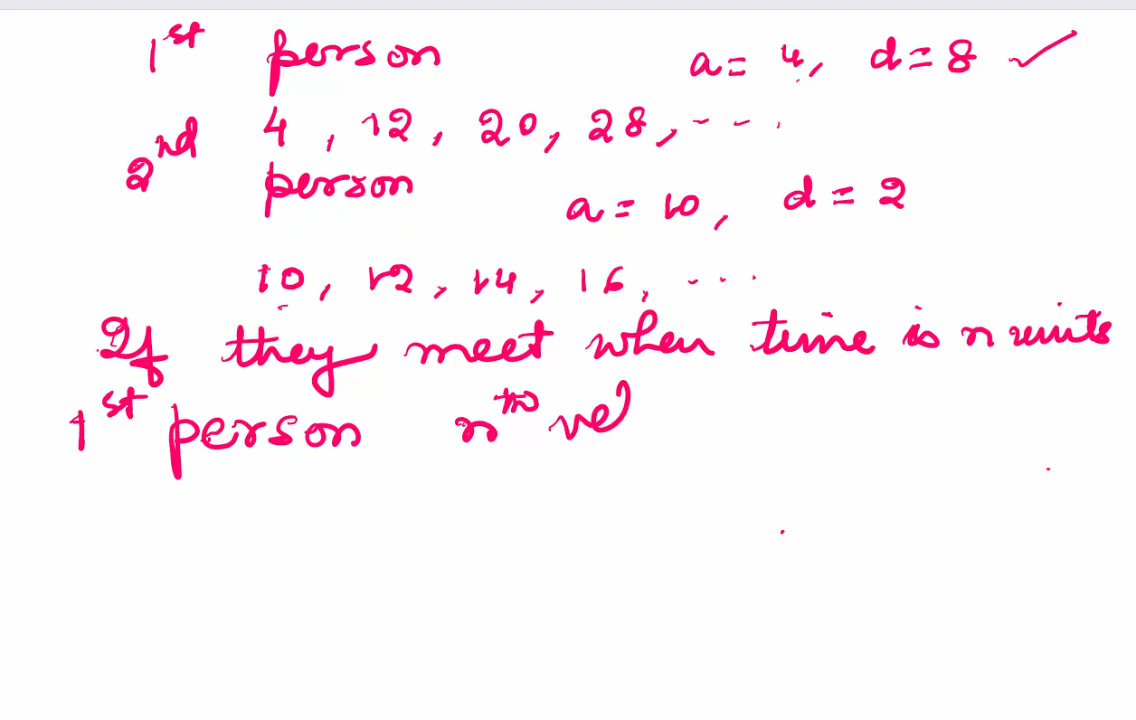 1st person a = 4, d = 8 ✓
4, 12, 20, 28, ....
2nd person a = 10, d = 2
10, 12, 14, 16, ....
If they meet when time is n units
1st person nth vel